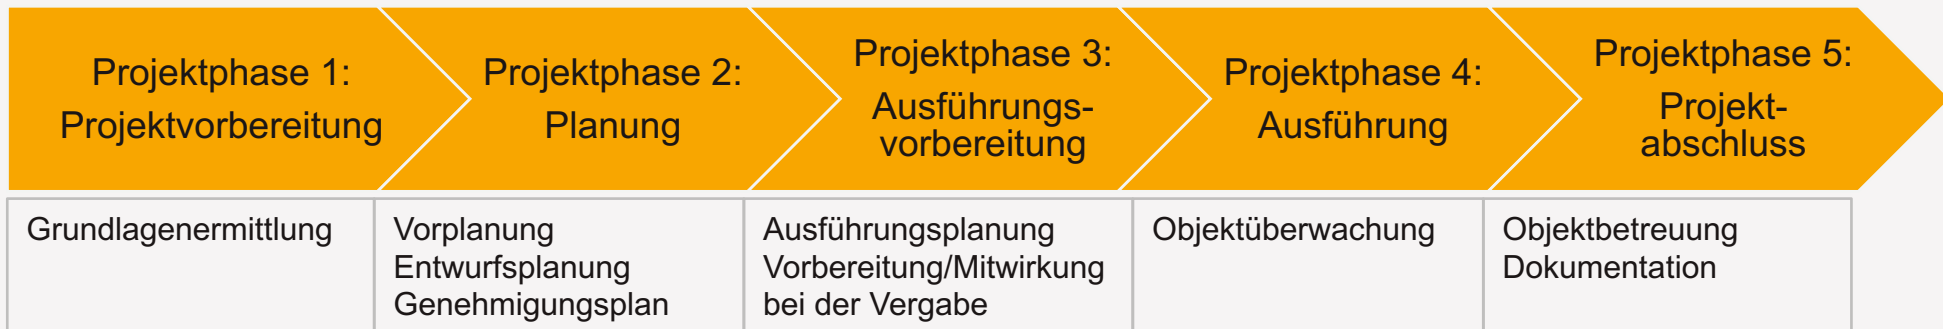 Projektphase 1:
Projektvorbereitung
Projektphase 2:
Planung
Projektphase 3:
Ausführungs-
vorbereitung
Projektphase 4:
Ausführung
Projektphase 5:
Projekt-
abschluss
Grundlagenermittlung
Vorplanung
Entwurfsplanung
Genehmigungsplan
Ausführungsplanung
Vorbereitung/Mitwirkung
bei der Vergabe
Objektüberwachung
Objektbetreuung
Dokumentation